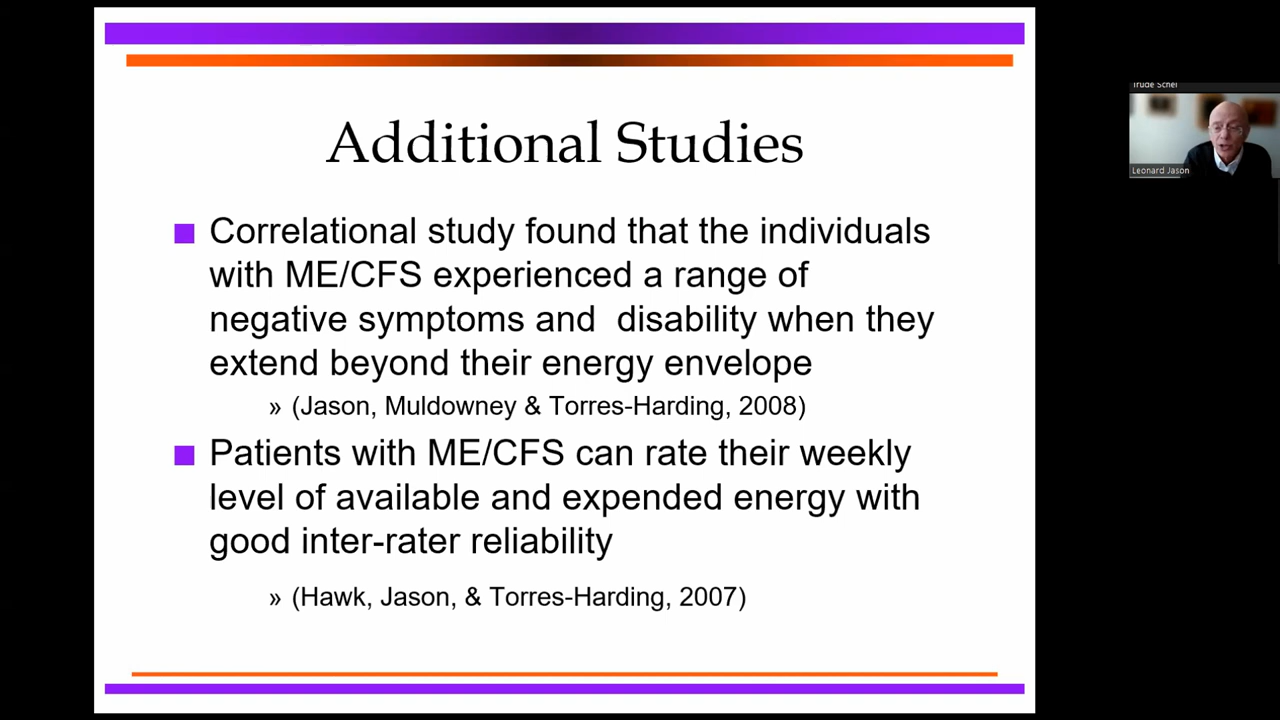 Additional Studies
Correlational study found that the individuals
with ME/CFS experienced a range of
negative symptoms and  disability when they
extend beyond their energy envelope
» (Jason, Muldowney & Torres-Harding, 2008)
Patients with ME/CFS can rate their weekly
level of available and expended energy with
good inter-rater reliability
» (Hawk, Jason, & Torres-Harding, 2007)
Trude Schei
Leonard Jason